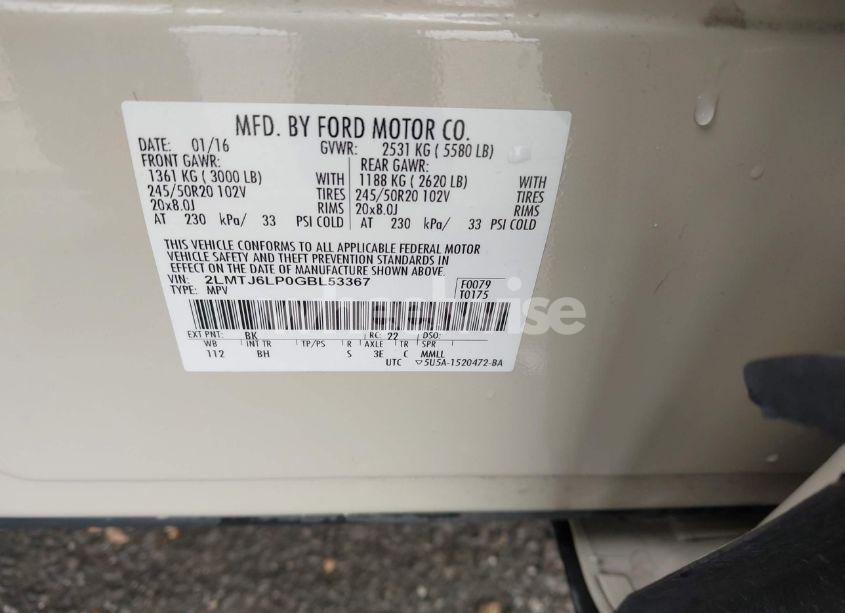 MFD. BY FORD MOTOR CO.
DATE: 01/16 GVWR: 2531 KG ( 5580 LB)
FRONT GAWR: REAR GAWR:
1361 KG ( 3000 LB) WITH 1188 KG ( 2620 LB) WITH
245/50R20 102V TIRES 245/50R20 102V TIRES
20x8.0J RIMS 20x8.0J RIMS
AT 230 kPa/ 33 PSI COLD AT 230 kPa/ 33 PSI COLD
THIS VEHICLE CONFORMS TO ALL APPLICABLE FEDERAL MOTOR
VEHICLE SAFETY AND THEFT PREVENTION STANDARDS IN
EFFECT ON THE DATE OF MANUFACTURE SHOWN ABOVE.
VIN: 2LMTJ6LP0GBL53367 F0079
TYPE: MPV T0175
EXT PNT: BK RC: 22 DSO:
WB INT TR TP/PS R AXLE TR SPR
112 BH S 3E C MMLL
UTC ▽5U5A-1520472-BA